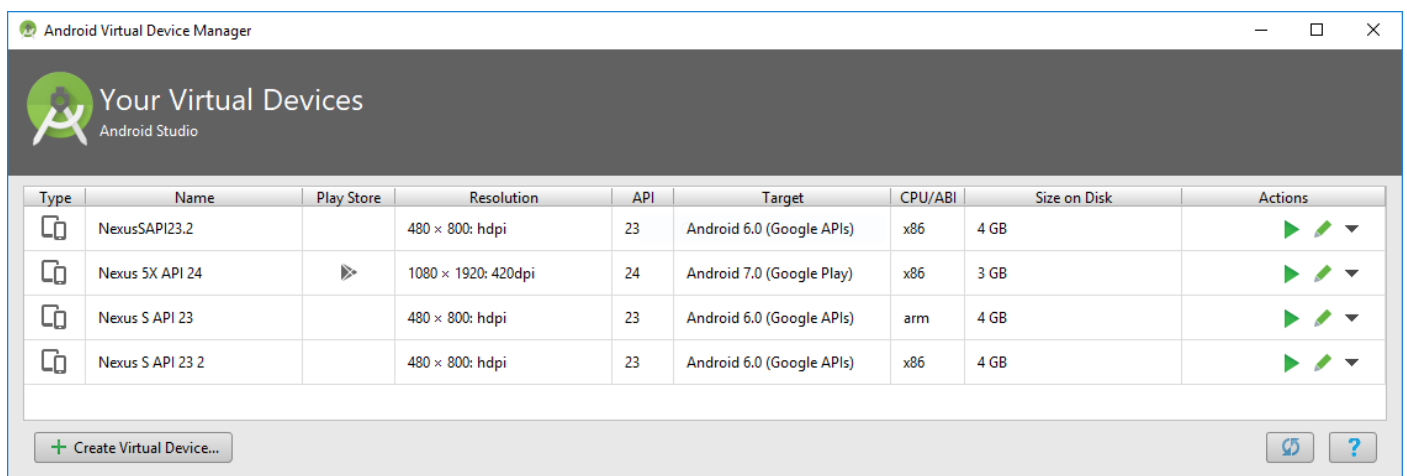 Android Virtual Device Manager
Your Virtual Devices
Android Studio
Type Name Play Store Resolution API Target CPU/ABI Size on Disk Actions
NexusSAPI23.2 480 × 800: hdpi 23 Android 6.0 (Google APIs) x86 4 GB
Nexus 5X API 24 1080 × 1920: 420dpi 24 Android 7.0 (Google Play) x86 3 GB
Nexus S API 23 480 × 800: hdpi 23 Android 6.0 (Google APIs) arm 4 GB
Nexus S API 23 2 480 × 800: hdpi 23 Android 6.0 (Google APIs) x86 4 GB
Create Virtual Device...
?